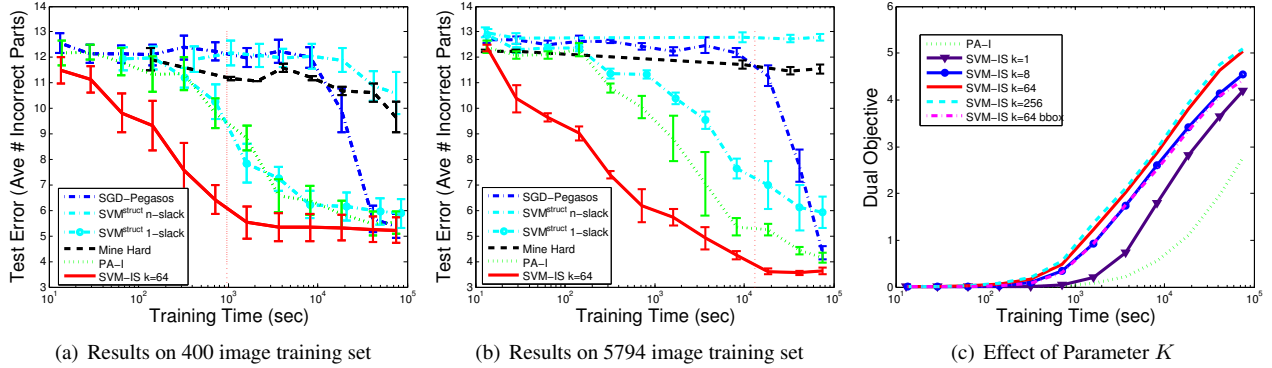 13
12
11
10
9
8
7
6
5
4
3
Test Error (Ave # Incorrect Parts)
SGD−Pegasos
SVM^struct n−slack
SVM^struct 1−slack
Mine Hard
PA−I
SVM−IS k=64
10^1 10^2 10^3 10^4 10^5
Training Time (sec)
(a) Results on 400 image training set
14
13
12
11
10
9
8
7
6
5
4
3
Test Error (Ave # Incorrect Parts)
SGD−Pegasos
SVM^struct n−slack
SVM^struct 1−slack
Mine Hard
PA−I
SVM−IS k=64
10^1 10^2 10^3 10^4 10^5
Training Time (sec)
(b) Results on 5794 image training set
6
5
4
3
2
1
0
Dual Objective
PA−I
SVM−IS k=1
SVM−IS k=8
SVM−IS k=64
SVM−IS k=256
SVM−IS k=64 bbox
10^1 10^2 10^3 10^4 10^5
Training Time (sec)
(c) Effect of Parameter K